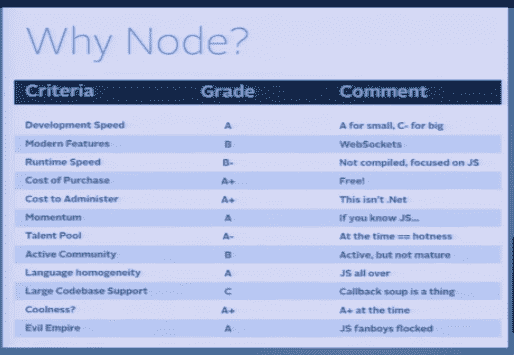 Why Node?
Criteria Grade Comment
Development Speed A A for small, C- for big
Modern Features B WebSockets
Runtime Speed B- Not compiled, focused on JS
Cost of Purchase A+ Free!
Cost to Administer A+ This isn't .Net
Momentum A If you know JS...
Talent Pool A- At the time == hotness
Active Community B Active, but not mature
Language homogeneity A JS all over
Large Codebase Support C Callback soup is a thing
Coolness? A+ A+ at the time
Evil Empire A JS fanboys flocked